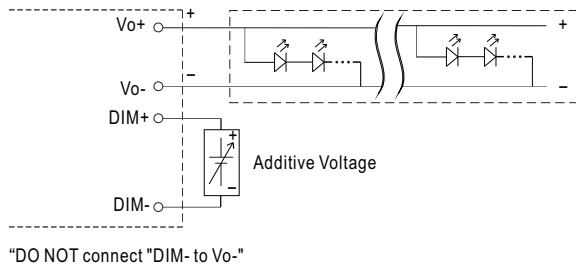 Vo+
+
+
−
Vo-
−
DIM+
+
Additive Voltage
−
DIM-
“DO NOT connect "DIM- to Vo-"